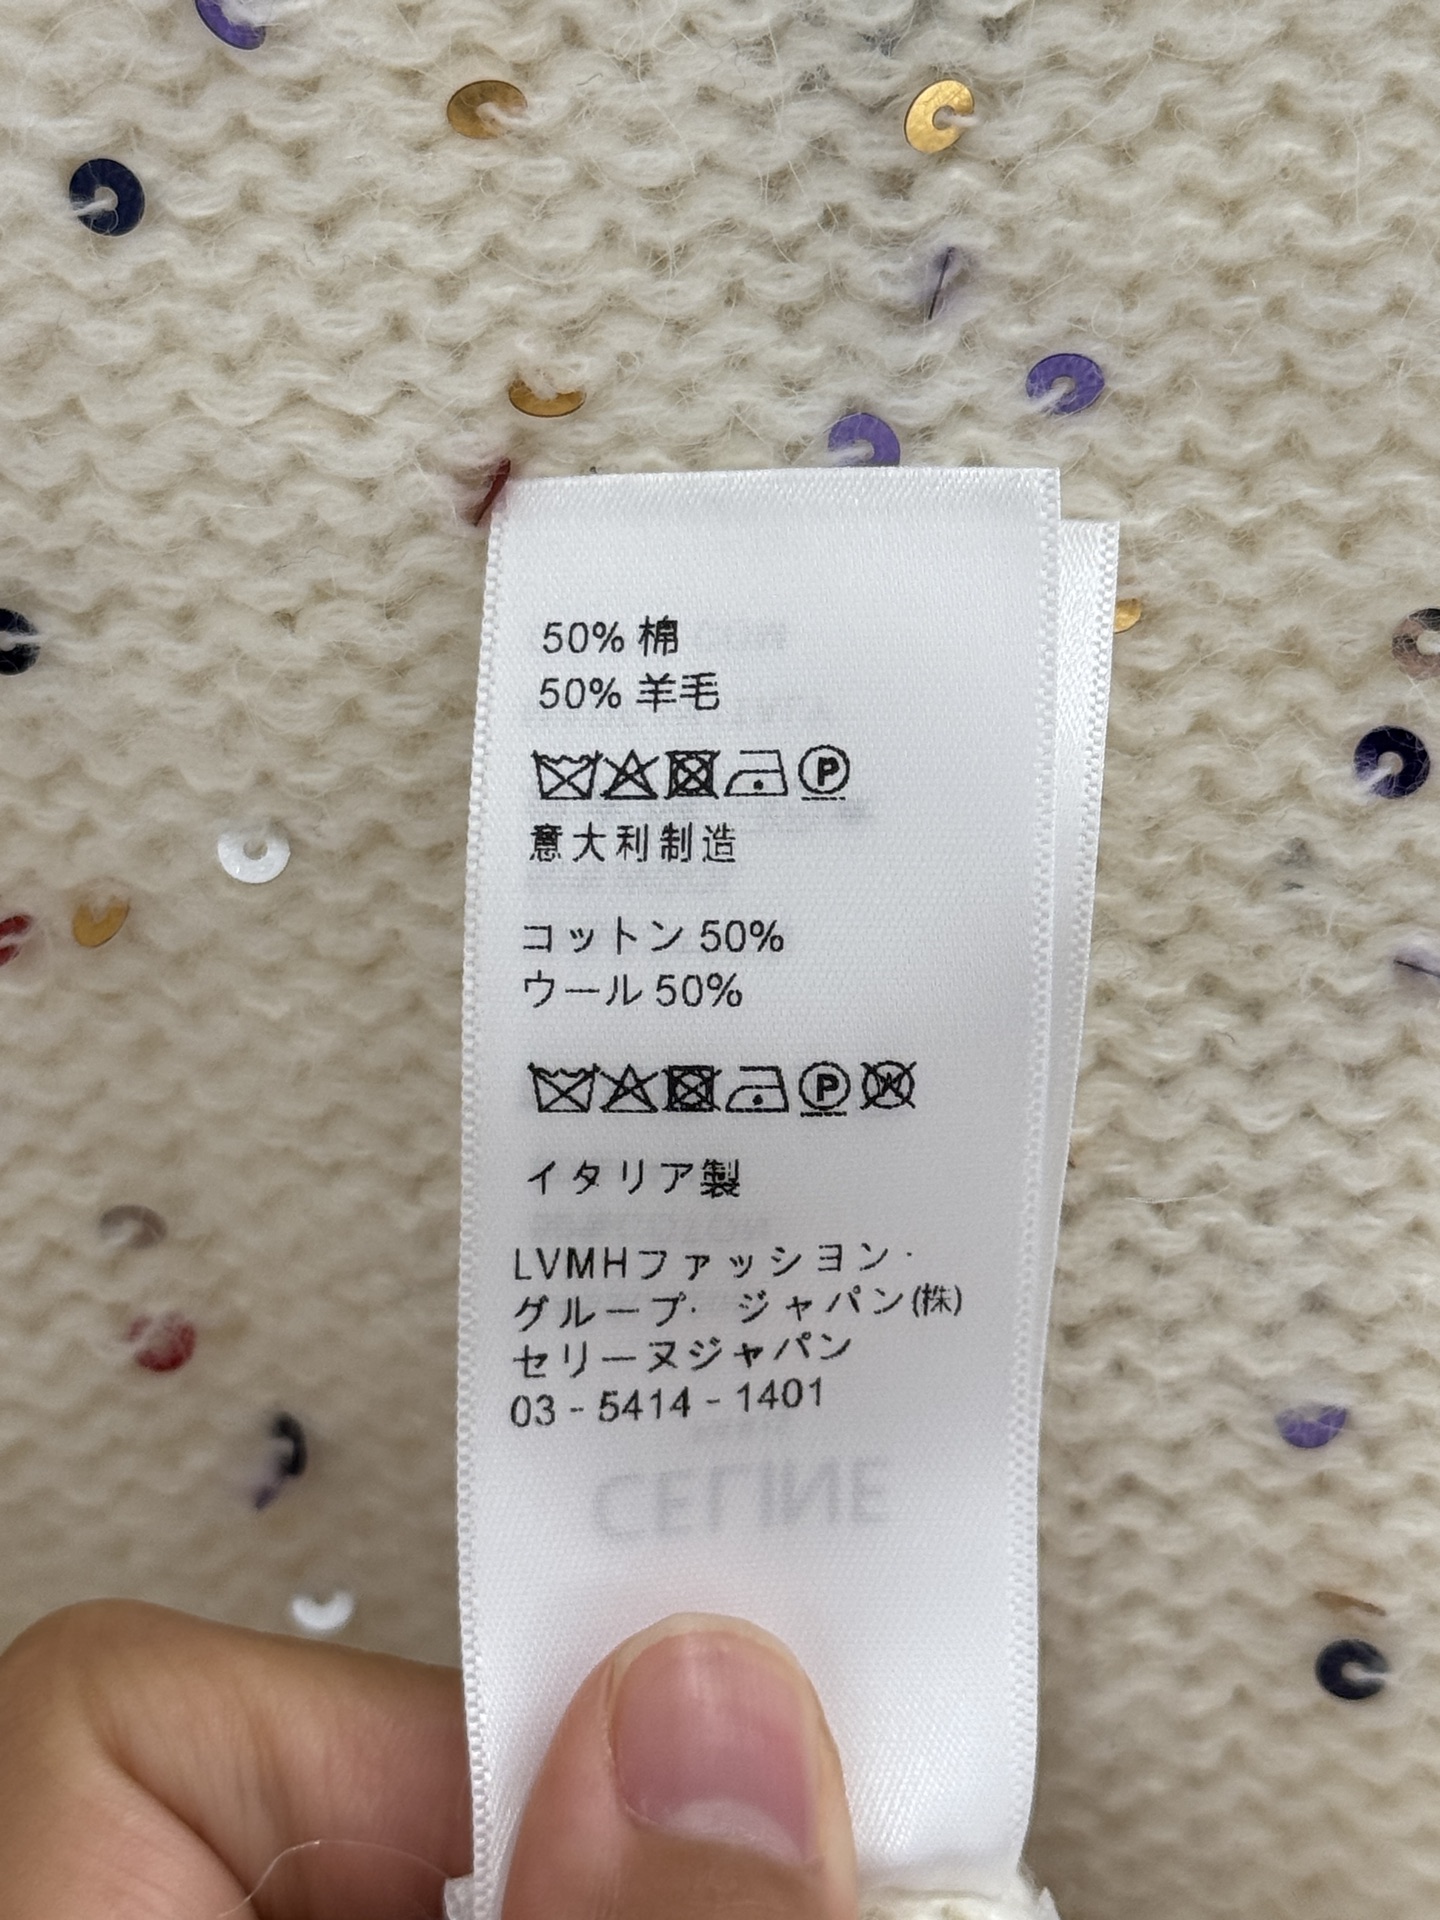 50% 棉
50% 羊毛
P
意大利制造
コットン 50%
ウール 50%
P W
イタリア製
LVMHファッション·
グループ· ジャパン(株)
セリーヌジャパン
03 - 5414 - 1401
CELINE